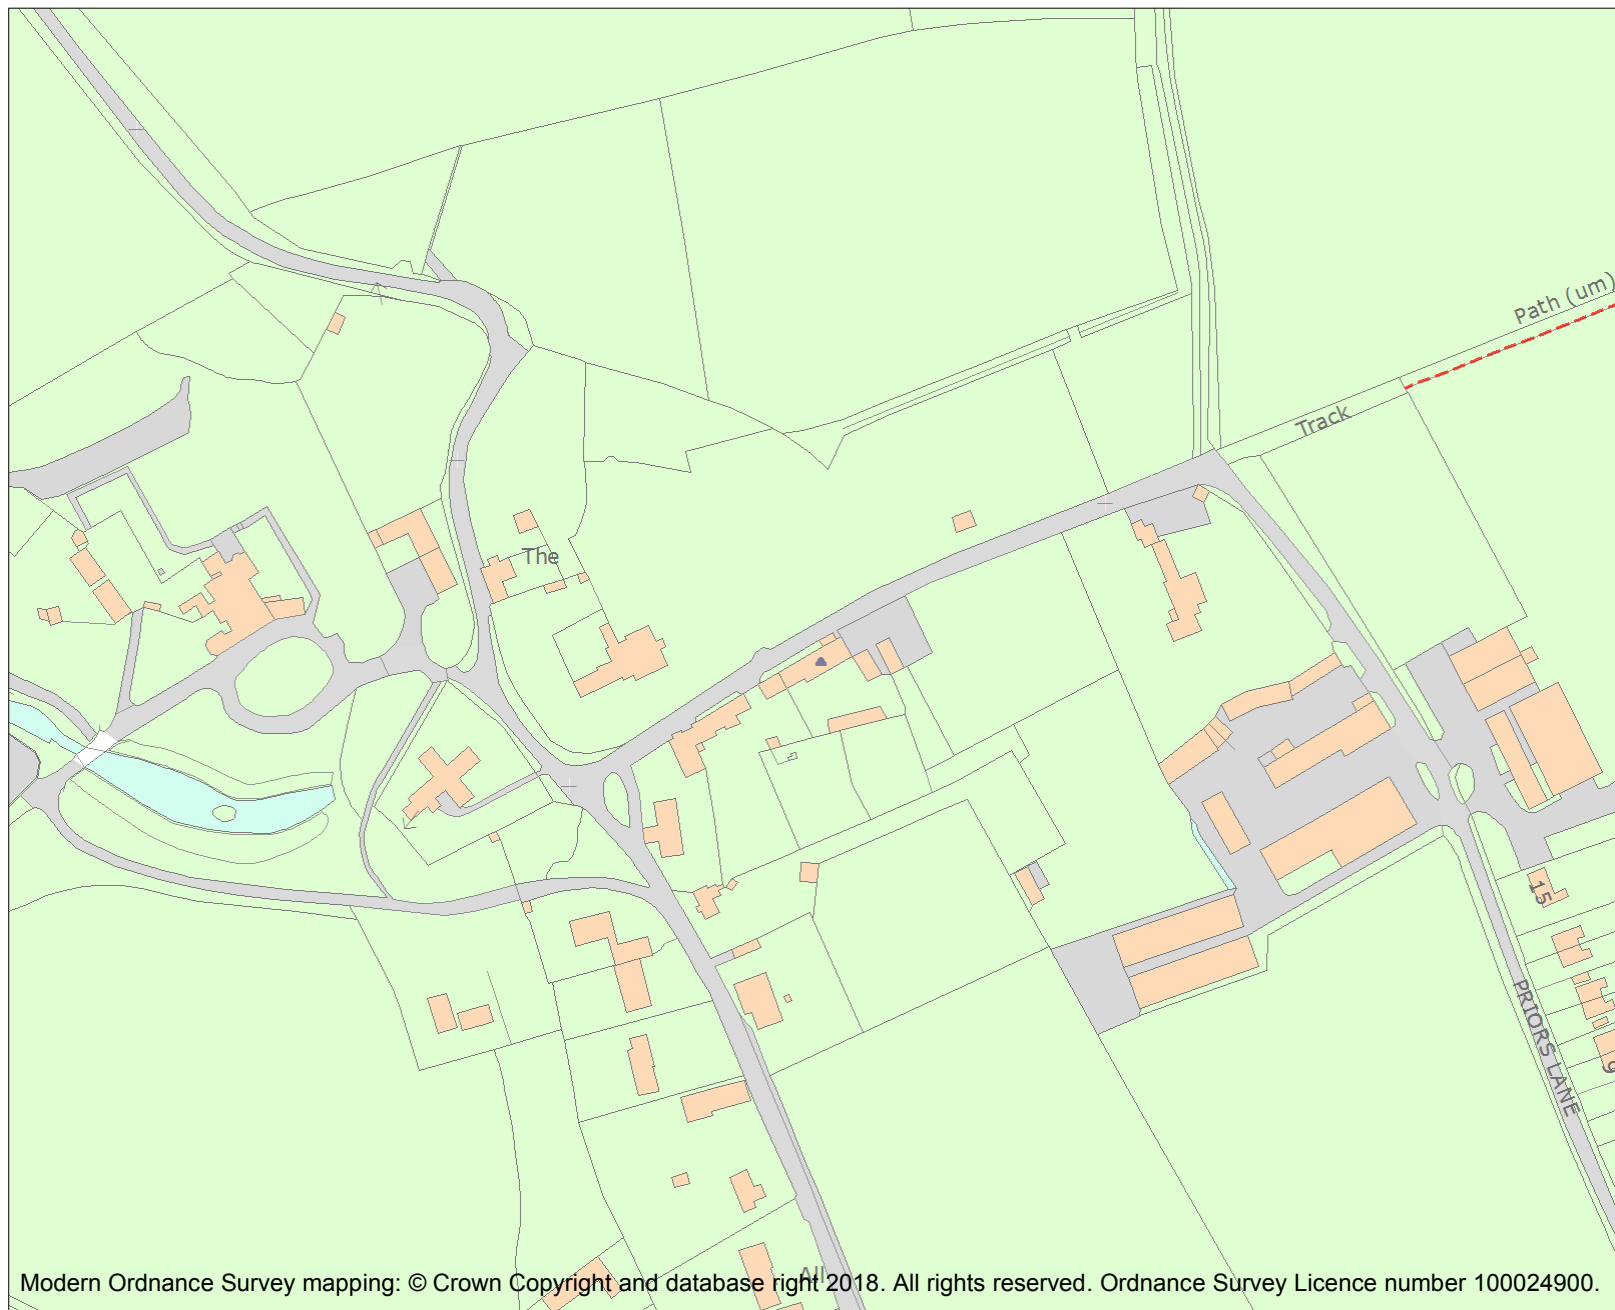 Path (um)
Track
The
15
PRIORS LANE
9
All
Modern Ordnance Survey mapping: © Crown Copyright and database right 2018. All rights reserved. Ordnance Survey Licence number 100024900.